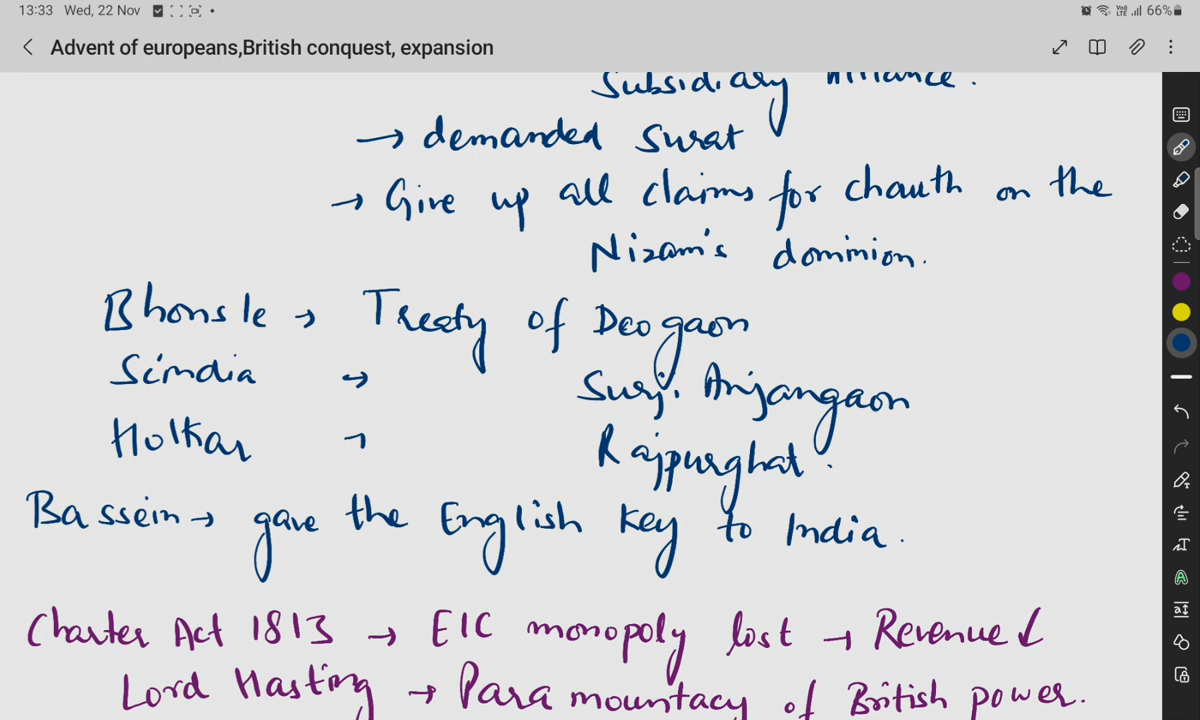 13:33 Wed, 22 Nov
66%
Advent of europeans,British conquest, expansion
Subsidiary Alliance.
→ demanded Surat
→ Give up all claims for chauth on the
Nizam's dominion.
Bhonsle → Treaty of Deogaon
Scindia → Surji Anjangaon
Holkar → Rajpurghat.
Bassein → gave the English key to India.
Charter Act 1813 → EIC monopoly lost → Revenue ↓
Lord Hasting → Paramountacy of British power.